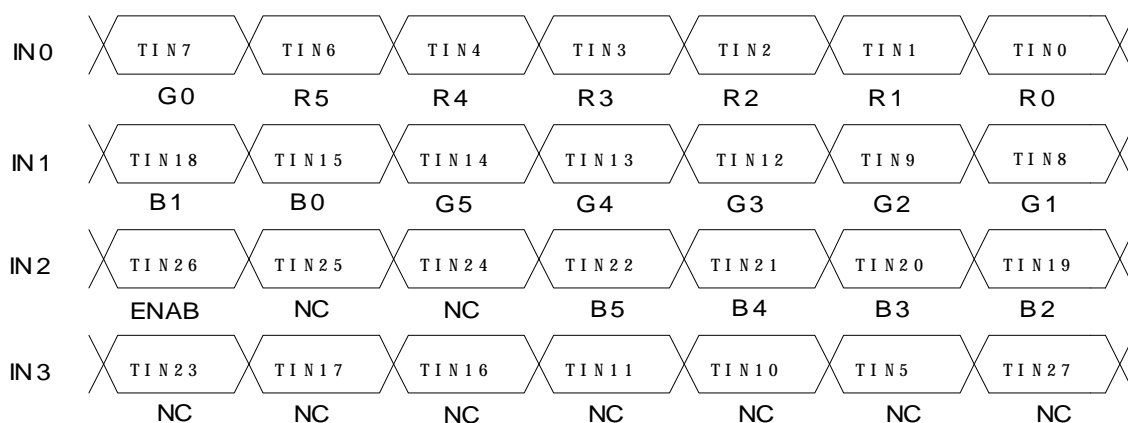 IN0 TIN7 TIN6 TIN4 TIN3 TIN2 TIN1 TIN0
G0 R5 R4 R3 R2 R1 R0
IN1 TIN18 TIN15 TIN14 TIN13 TIN12 TIN9 TIN8
B1 B0 G5 G4 G3 G2 G1
IN2 TIN26 TIN25 TIN24 TIN22 TIN21 TIN20 TIN19
ENAB NC NC B5 B4 B3 B2
IN3 TIN23 TIN17 TIN16 TIN11 TIN10 TIN5 TIN27
NC NC NC NC NC NC NC